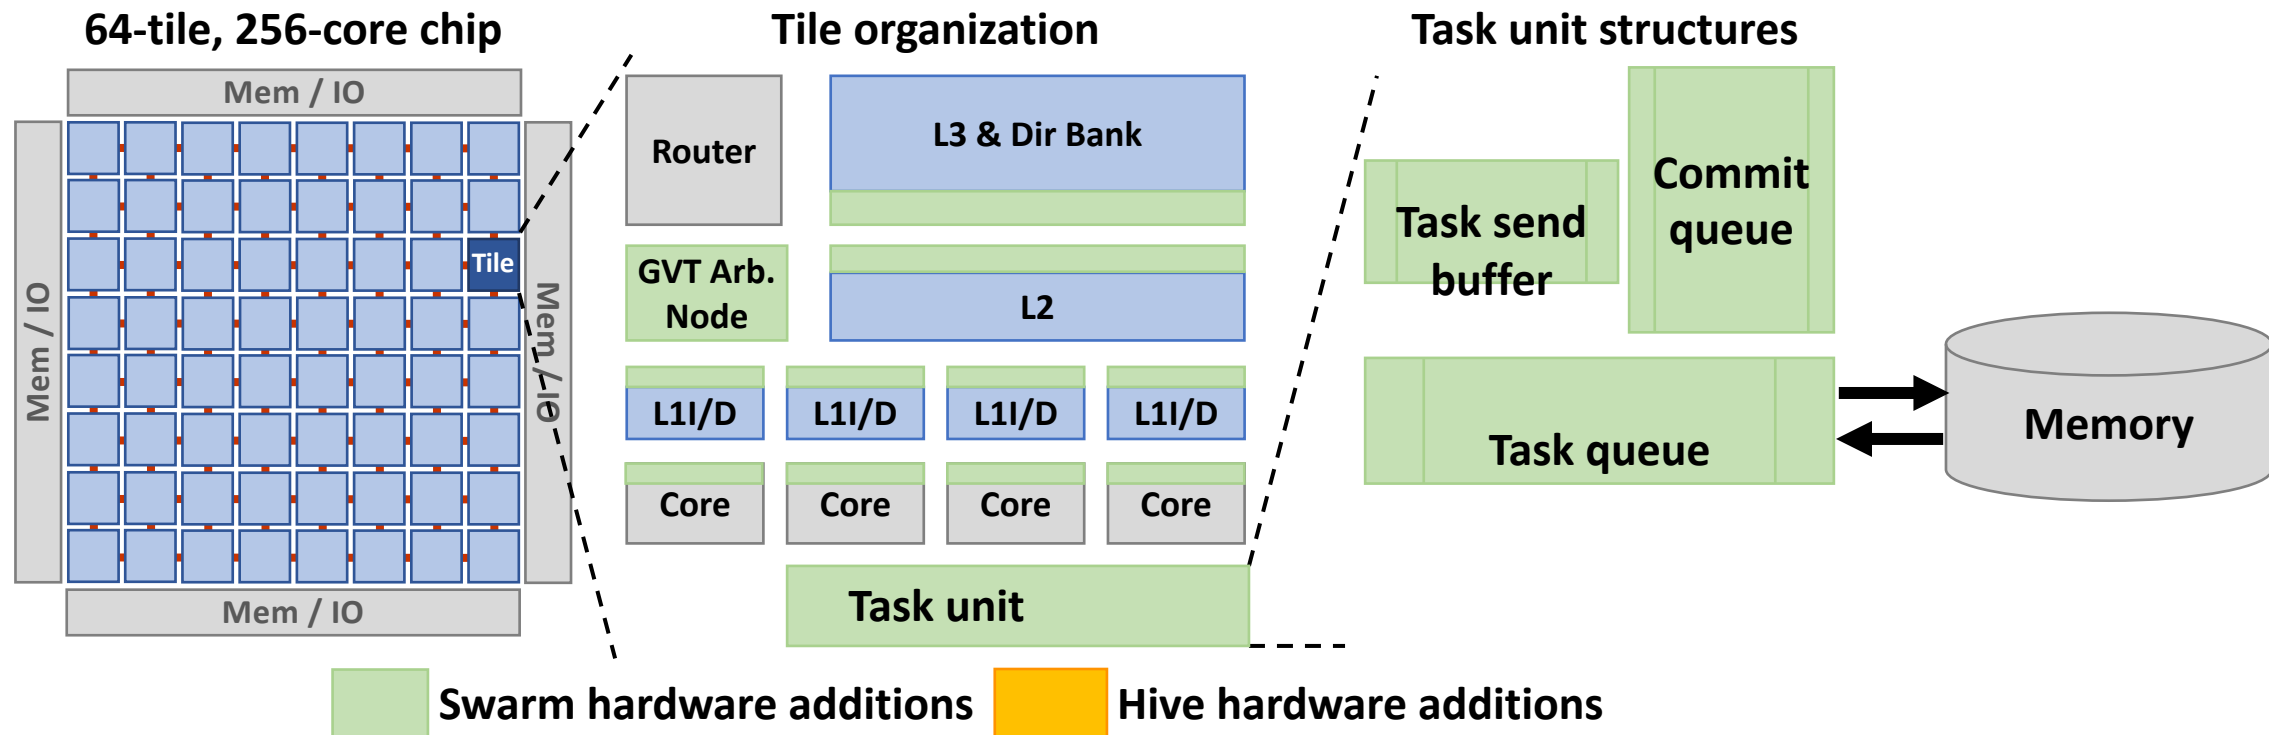 64-tile, 256-core chip
Mem / IO
Mem / IO
Tile
Mem / IO
Mem / IO
Tile organization
Router
L3 & Dir Bank
GVT Arb.
Node
L2
L1I/D
L1I/D
L1I/D
L1I/D
Core
Core
Core
Core
Task unit
Task unit structures
Task send
buffer
Commit
queue
Task queue
Memory
Swarm hardware additions
Hive hardware additions